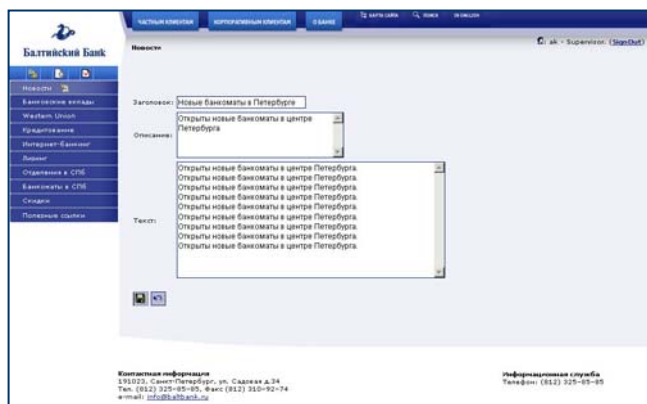 ЧАСТНЫМ КЛИЕНТАМ
КОРПОРАТИВНЫМ КЛИЕНТАМ
О БАНКЕ
КАРТА САЙТА
ПОИСК
IN ENGLISH
Балтийский Банк
Новости
ak - Supervisor. (SignOut)
Новости
Банковские вклады
Western Union
Кредитование
Интернет-Банкинг
Лизинг
Отделения в СПб
Банкоматы в СПб
Скидки
Полезные ссылки
Заголовок: Новые банкоматы в Петербурге
Описание: Открыты новые банкоматы в центре
Петербурга
Текст:
Открыты новые банкоматы в центре Петербурга.
Открыты новые банкоматы в центре Петербурга.
Открыты новые банкоматы в центре Петербурга.
Открыты новые банкоматы в центре Петербурга.
Открыты новые банкоматы в центре Петербурга.
Открыты новые банкоматы в центре Петербурга.
Открыты новые банкоматы в центре Петербурга.
Открыты новые банкоматы в центре Петербурга.
Открыты новые банкоматы в центре Петербурга.
Контактная информация
191023, Санкт-Петербург, ул. Садовая д.34
Тел. (812) 325-85-85, Факс (812) 310-92-74
e-mail: info@baltbank.ru
Информационная служба
Телефон: (812) 325-85-85